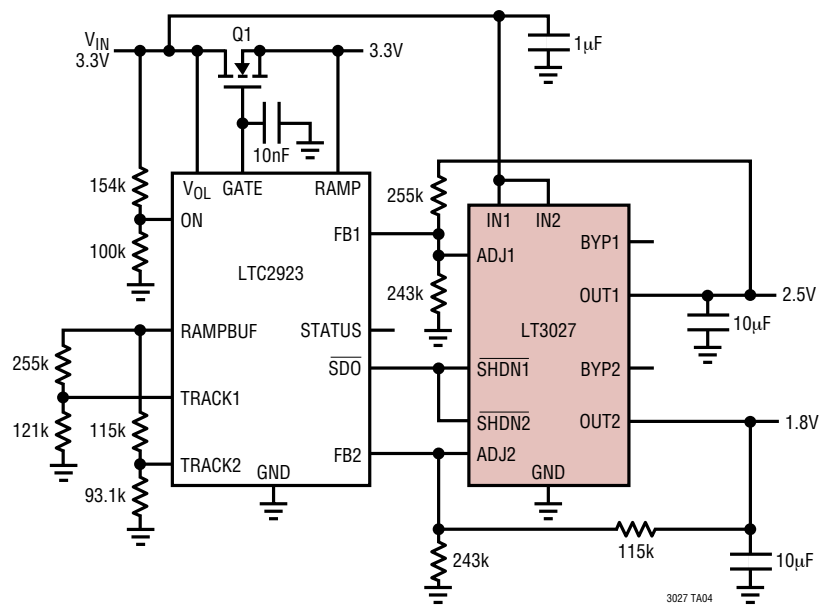 Q1
VIN
3.3V
3.3V
1µF
10nF
154k
VOL
GATE
RAMP
255k
IN1
IN2
ON
FB1
BYP1
ADJ1
100k
LTC2923
243k
OUT1
2.5V
RAMPBUF
STATUS
LT3027
10µF
255k
SDO
SHDN1
BYP2
TRACK1
121k
115k
SHDN2
OUT2
1.8V
TRACK2
FB2
ADJ2
GND
GND
93.1k
243k
115k
10µF
3027 TA04